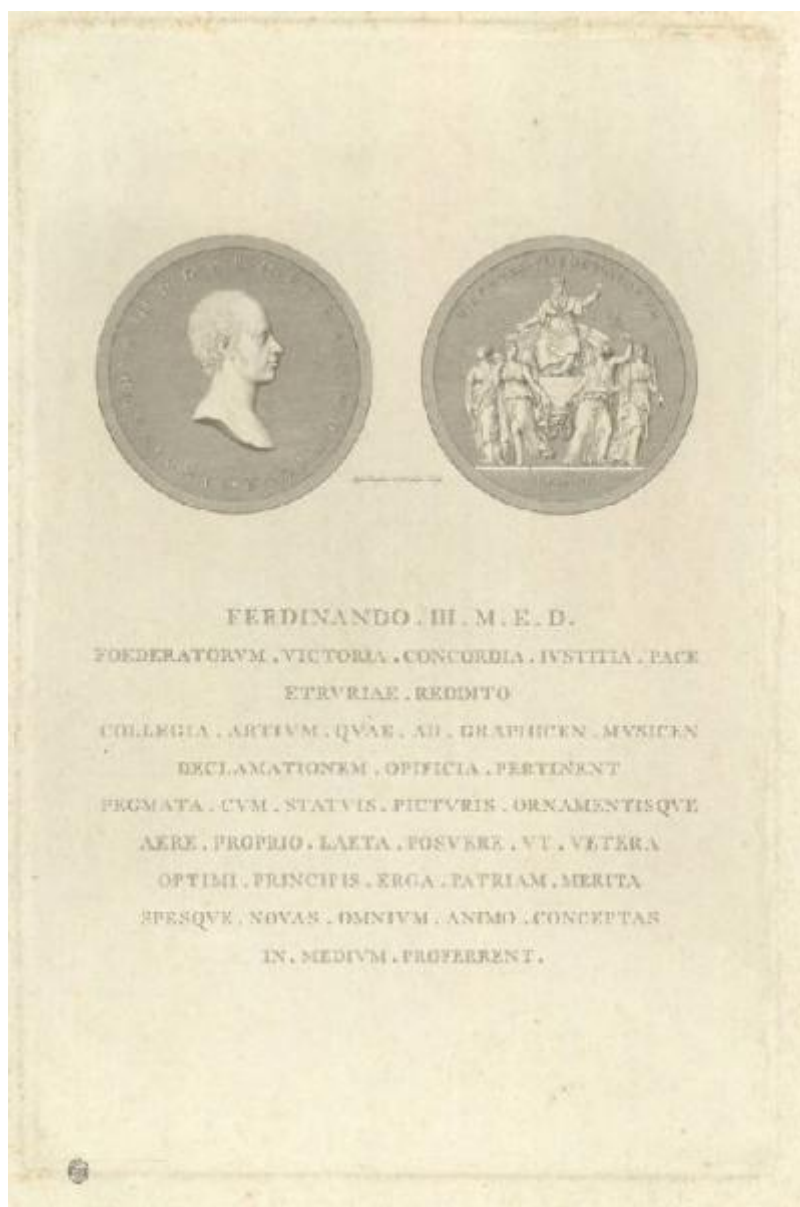 FERDINANDO . III . M . E . D .
FOEDERATORVM . VICTORIA . CONCORDIA . IVSTITIA . PACE
ETRVRIAE . REDDITO
COLLEGIA . ARTIVM . QVAE . AD . GRAPHICEN . MVSICEN
DECLAMATIONEM . OPIFICIA . PERTINENT
PEGMATA . CVM . STATVIS . PICTVRIS . ORNAMENTISQVE
AERE . PROPRIO . LAETA . POSVERE . VT . VETERA
OPTIMI . PRINCIPIS . ERGA . PATRIAM . MERITA
SPESQVE . NOVAS . OMNIVM . ANIMO . CONCEPTAS
IN . MEDIVM . PROFERRENT .